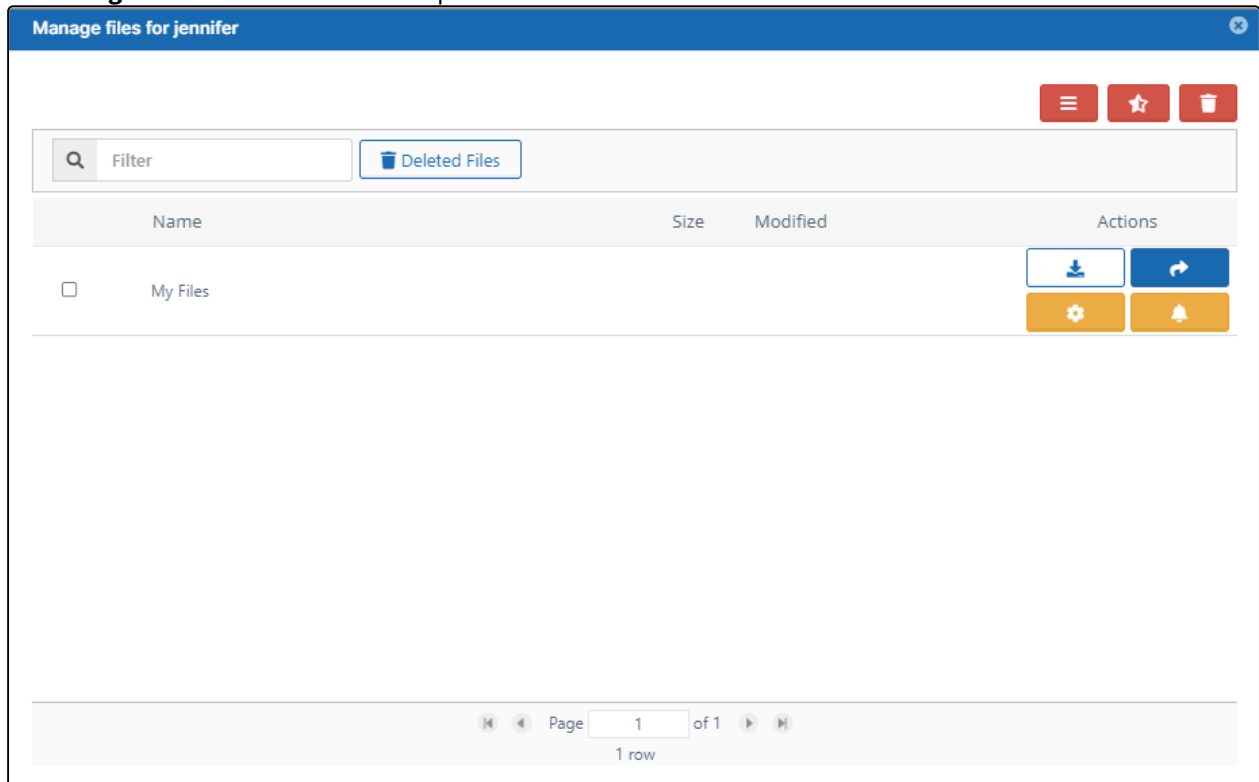 Manage files for jennifer
Filter
Deleted Files
Name Size Modified Actions
My Files
Page 1 of 1
1 row